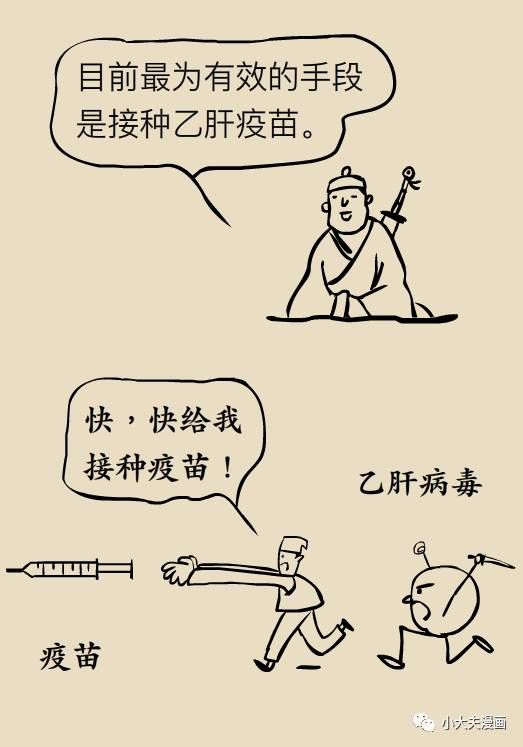 目前最为有效的手段
是接种乙肝疫苗。
快，快给我
接种疫苗！
乙肝病毒
疫苗
小大夫漫画